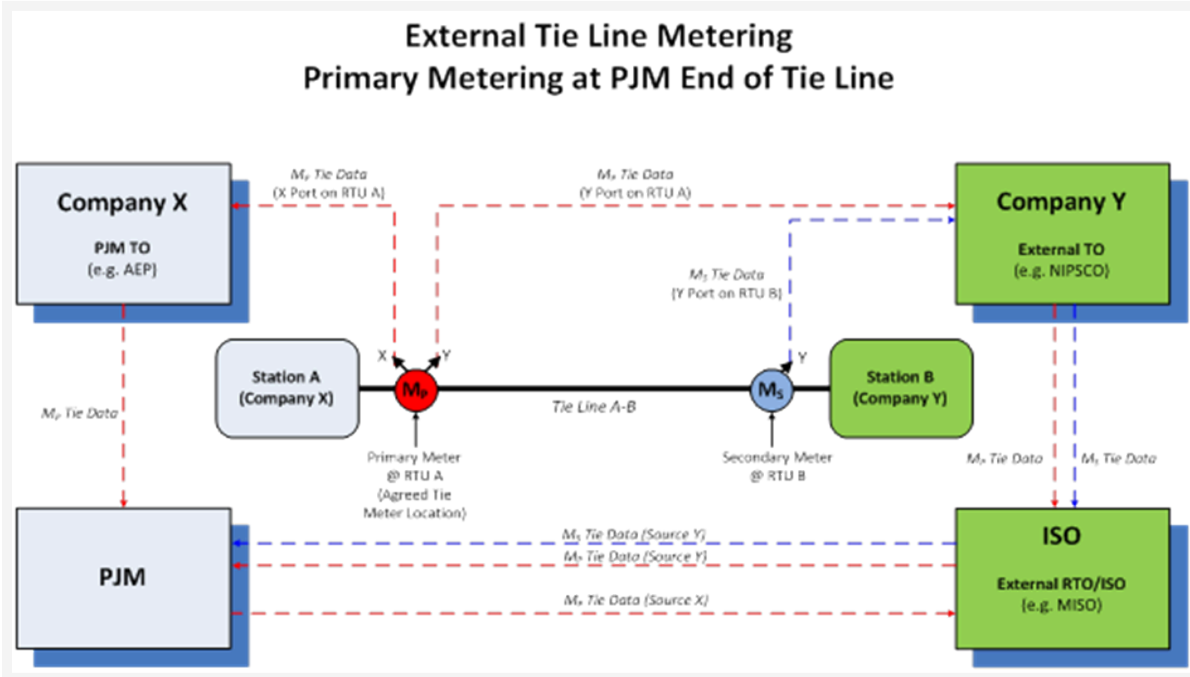 External Tie Line Metering
Primary Metering at PJM End of Tie Line
Company X
PJM TO
(e.g. AEP)
Mₚ Tie Data
(X Port on RTU A)
Mₚ Tie Data
(Y Port on RTU A)
Company Y
External TO
(e.g. NIPSCO)
Mₛ Tie Data
(Y Port on RTU B)
Station A
(Company X)
X
Mₚ
Y
Tie Line A-B
Mₛ
Y
Station B
(Company Y)
Mₚ Tie Data
Primary Meter
@ RTU A
(Agreed Tie
Meter Location)
Secondary Meter
@ RTU B
Mₚ Tie Data
Mₛ Tie Data
PJM
Mₛ Tie Data (Source Y)
Mₚ Tie Data (Source Y)
Mₚ Tie Data (Source X)
ISO
External RTO/ISO
(e.g. MISO)